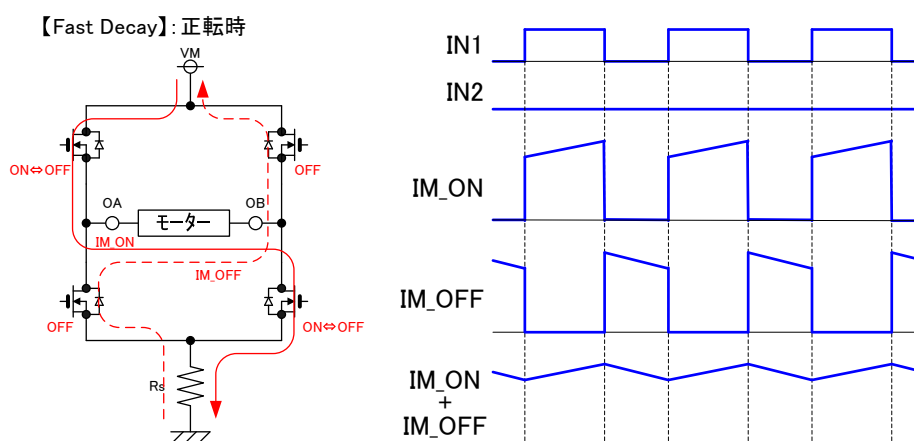 【Fast Decay】: 正転時
VM
ON⇔OFF
OFF
OA
モーター
OB
IM_ON
IM_OFF
OFF
ON⇔OFF
Rs
IN1
IN2
IM_ON
IM_OFF
IM_ON
+
IM_OFF